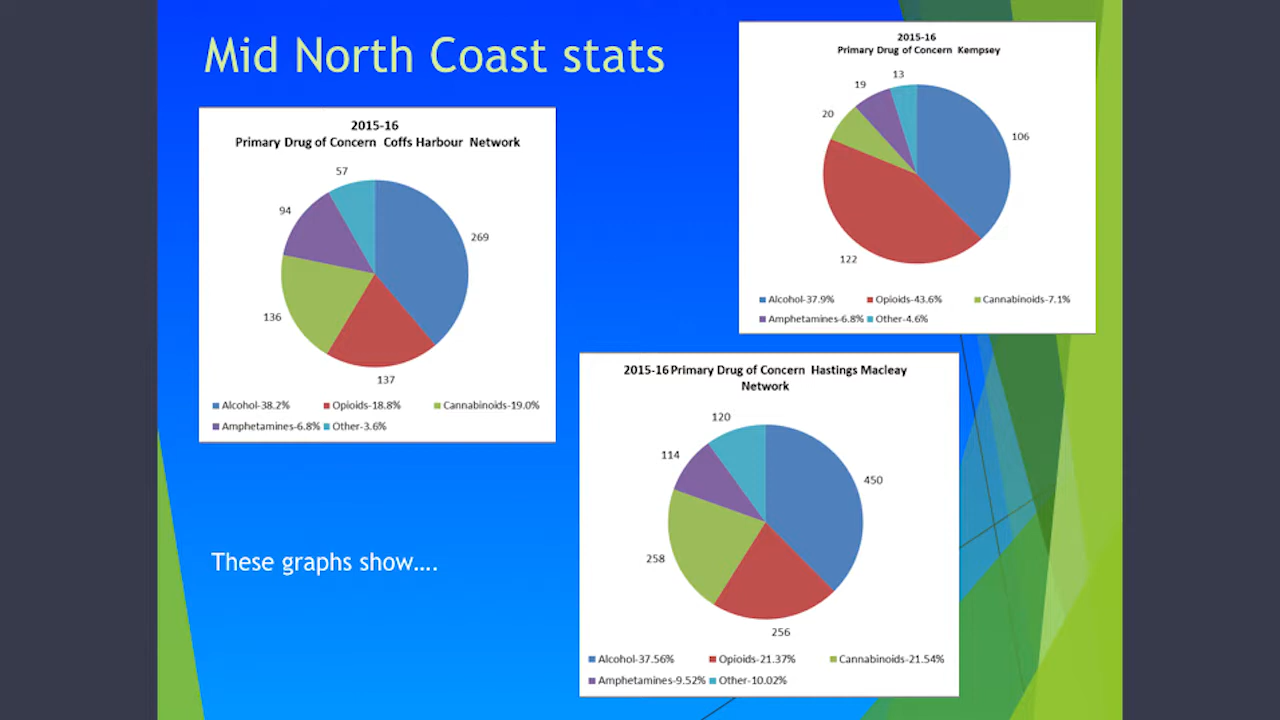 Mid North Coast stats
2015-16
Primary Drug of Concern Coffs Harbour Network
57
94
269
136
137
Alcohol-38.2% Opioids-18.8% Cannabinoids-19.0%
Amphetamines-6.8% Other-3.6%
2015-16
Primary Drug of Concern Kempsey
13
19
20
106
122
Alcohol-37.9% Opioids-43.6% Cannabinoids-7.1%
Amphetamines-6.8% Other-4.6%
2015-16 Primary Drug of Concern Hastings Macleay
Network
120
114
450
258
256
Alcohol-37.56% Opioids-21.37% Cannabinoids-21.54%
Amphetamines-9.52% Other-10.02%
These graphs show....